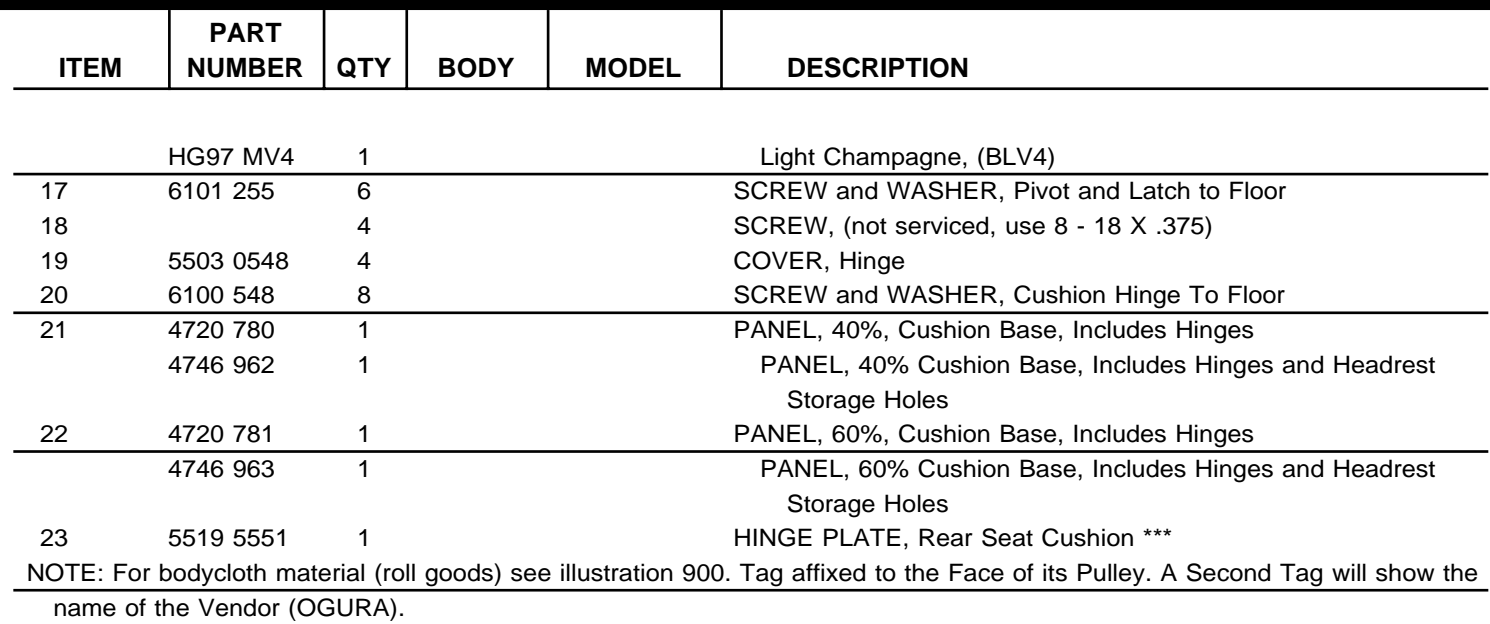 PART
ITEM NUMBER QTY BODY MODEL DESCRIPTION
HG97 MV4 1 Light Champagne, (BLV4)
17 6101 255 6 SCREW and WASHER, Pivot and Latch to Floor
18 4 SCREW, (not serviced, use 8 - 18 X .375)
19 5503 0548 4 COVER, Hinge
20 6100 548 8 SCREW and WASHER, Cushion Hinge To Floor
21 4720 780 1 PANEL, 40%, Cushion Base, Includes Hinges
4746 962 1 PANEL, 40% Cushion Base, Includes Hinges and Headrest
Storage Holes
22 4720 781 1 PANEL, 60%, Cushion Base, Includes Hinges
4746 963 1 PANEL, 60% Cushion Base, Includes Hinges and Headrest
Storage Holes
23 5519 5551 1 HINGE PLATE, Rear Seat Cushion ***
NOTE: For bodycloth material (roll goods) see illustration 900. Tag affixed to the Face of its Pulley. A Second Tag will show the
name of the Vendor (OGURA).